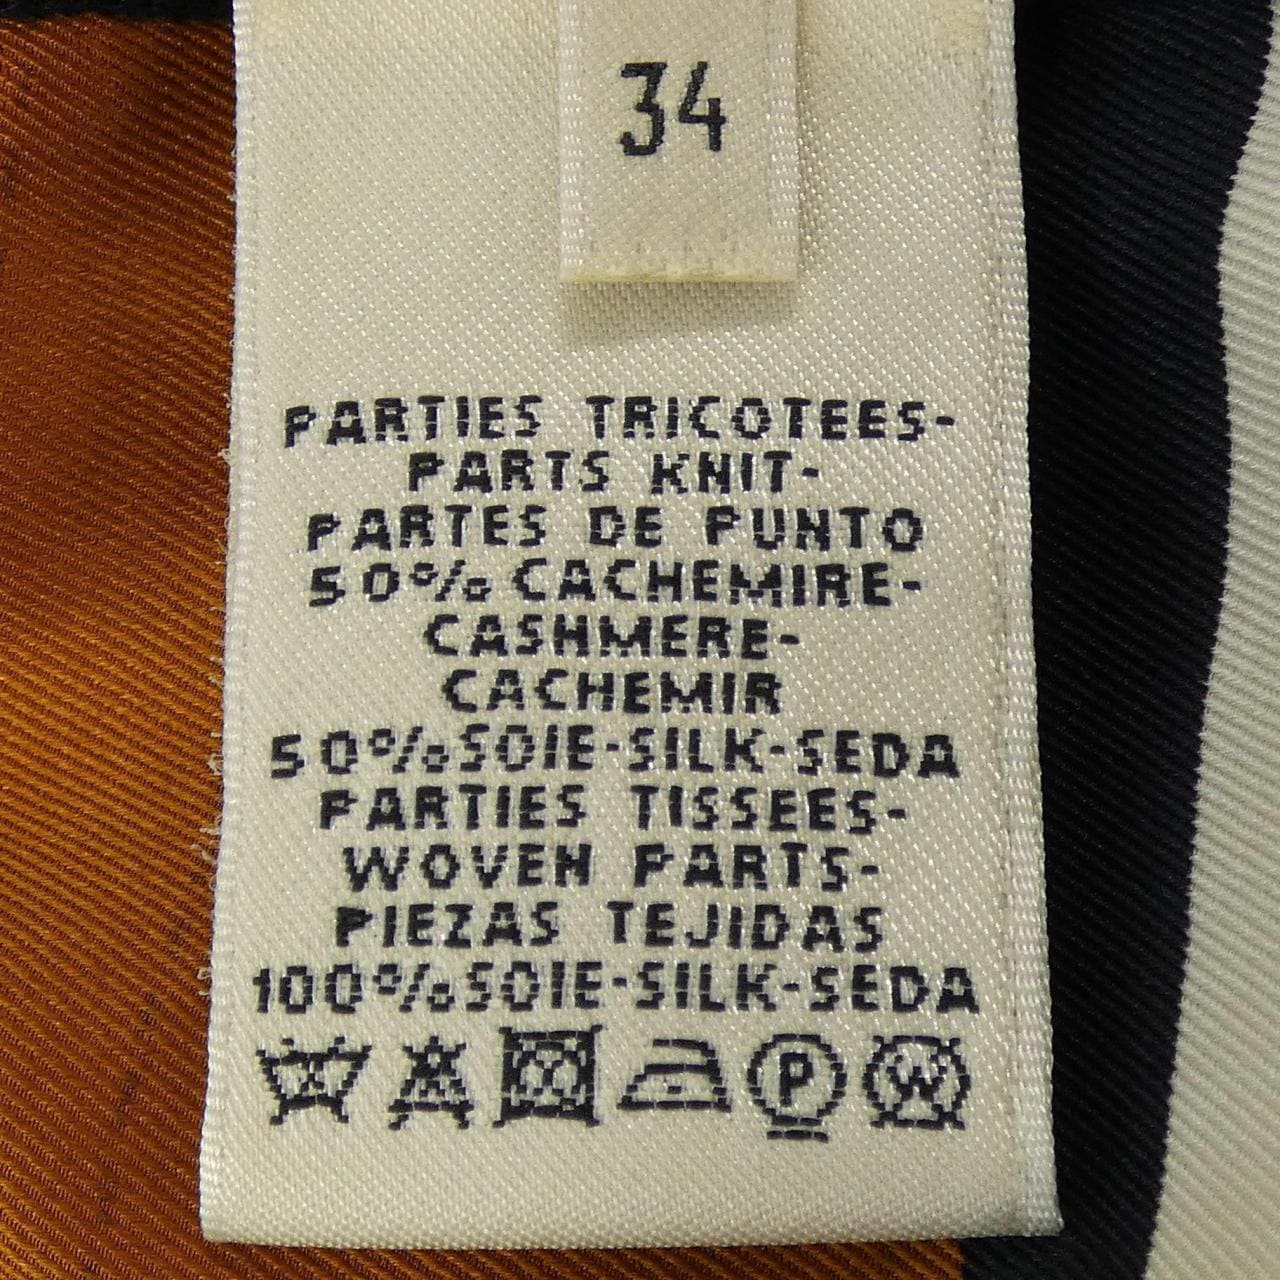 34
PARTIES TRICOTEES-
PARTS KNIT-
PARTES DE PUNTO
50% CACHEMIRE-
CASHMERE-
CACHEMIR
50% SOIE-SILK-SEDA
PARTIES TISSEES-
WOVEN PARTS-
PIEZAS TEJIDAS
100% SOIE-SILK-SEDA
P W